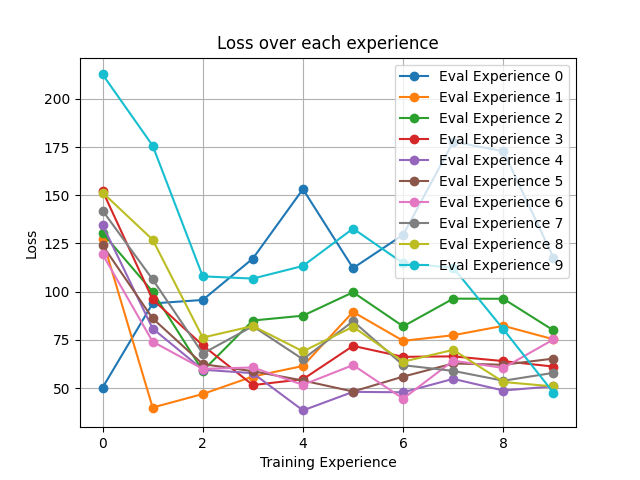 Loss over each experience
Loss
200
175
150
125
100
75
50
Eval Experience 0
Eval Experience 1
Eval Experience 2
Eval Experience 3
Eval Experience 4
Eval Experience 5
Eval Experience 6
Eval Experience 7
Eval Experience 8
Eval Experience 9
0 2 4 6 8
Training Experience